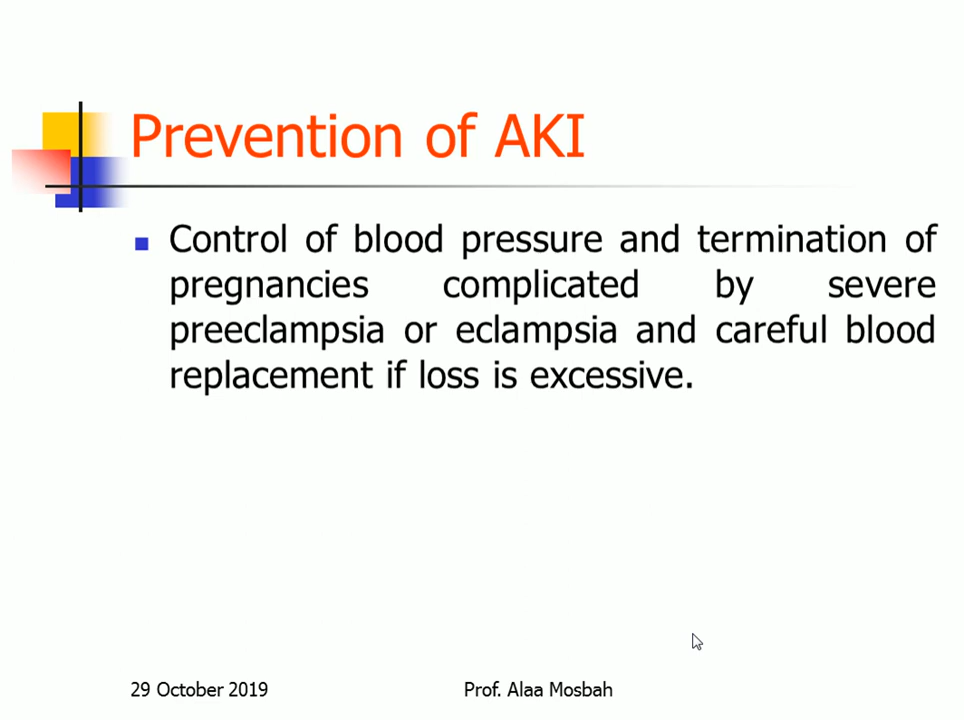 Prevention of AKI
Control of blood pressure and termination of
pregnancies complicated by severe
preeclampsia or eclampsia and careful blood
replacement if loss is excessive.
29 October 2019
Prof. Alaa Mosbah